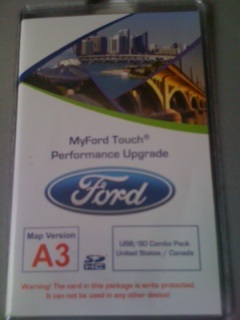 MyFord Touch®
Performance Upgrade
Ford
Map Version:
A3
SD
HC
USB/SD Combo Pack
United States / Canada
Warning! The card in this package is write protected.
It can not be used in any other device!